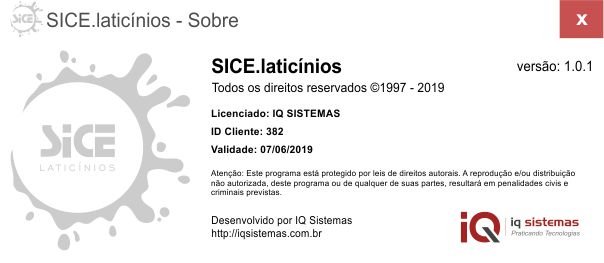 SiCE SICE.laticínios - Sobre x
SICE.laticínios versão: 1.0.1
Todos os direitos reservados ©1997 - 2019
Licenciado: IQ SISTEMAS
ID Cliente: 382
Validade: 07/06/2019
SiCE
LATICÍNIOS
Atenção: Este programa está protegido por leis de direitos autorais. A reprodução e/ou distribuição
não autorizada, deste programa ou de qualquer de suas partes, resultará em penalidades civis e
criminais previstas.
Desenvolvido por IQ Sistemas
http://iqsistemas.com.br
iQ iq sistemas
Praticando Tecnologias